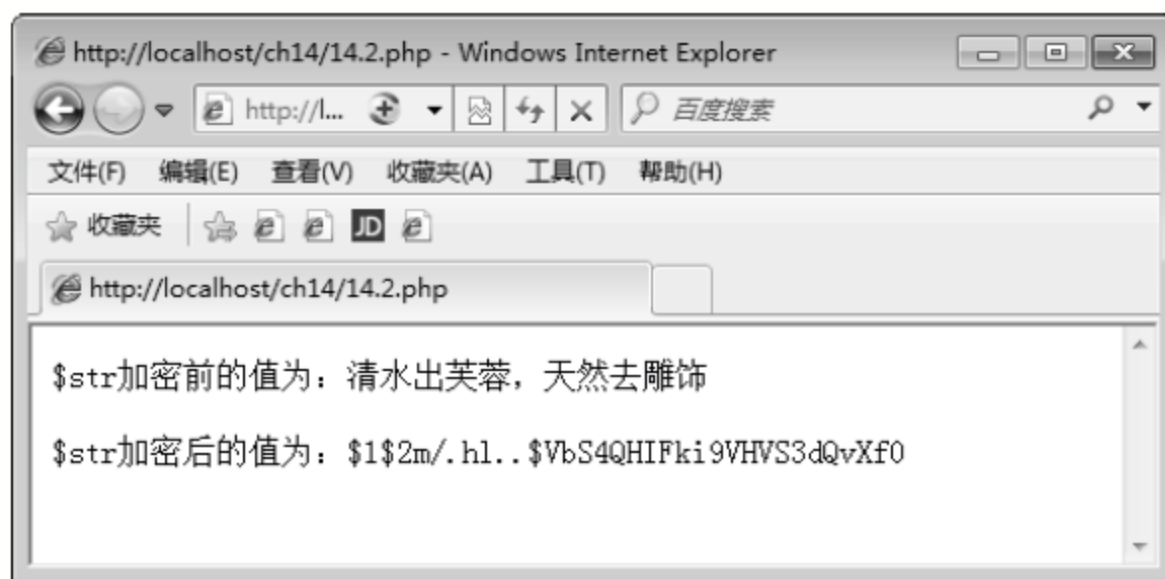 http://localhost/ch14/14.2.php - Windows Internet Explorer
http://l... 百度搜索
文件(F) 编辑(E) 查看(V) 收藏夹(A) 工具(T) 帮助(H)
收藏夹 JD
http://localhost/ch14/14.2.php
$str加密前的值为：清水出芙蓉，天然去雕饰
$str加密后的值为：$1$2m/.hl..$VbS4QHIFki9VHVS3dQvXf0